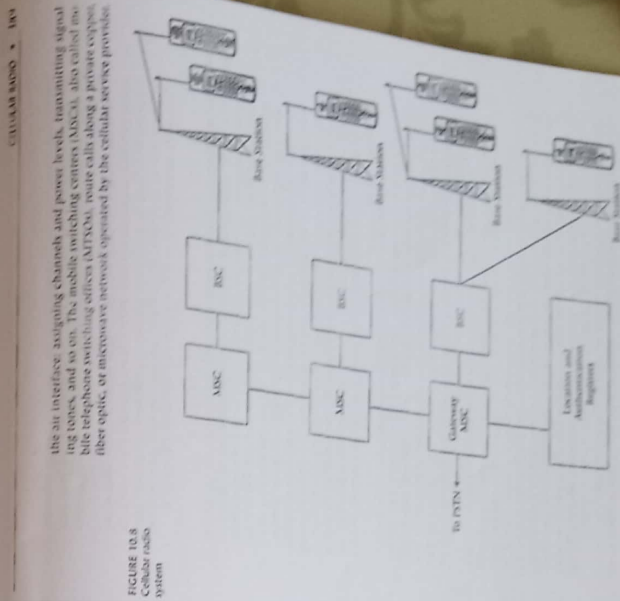 CELLULAR RADIO • 189
the air interface: assigning channels and power levels, transmitting signal
ing tones, and so on. The mobile switching centers (MSCs), also called mo
bile telephone switching offices (MTSOs), route calls along a private copper,
fiber optic, or microwave network operated by the cellular service provider.
FIGURE 10.8
Cellular radio
system
MSC
BSC
Base Station
MSC
BSC
Base Station
To PSTN
Gateway
MSC
BSC
Base Station
Location and
Authentication
Registers
Base Station